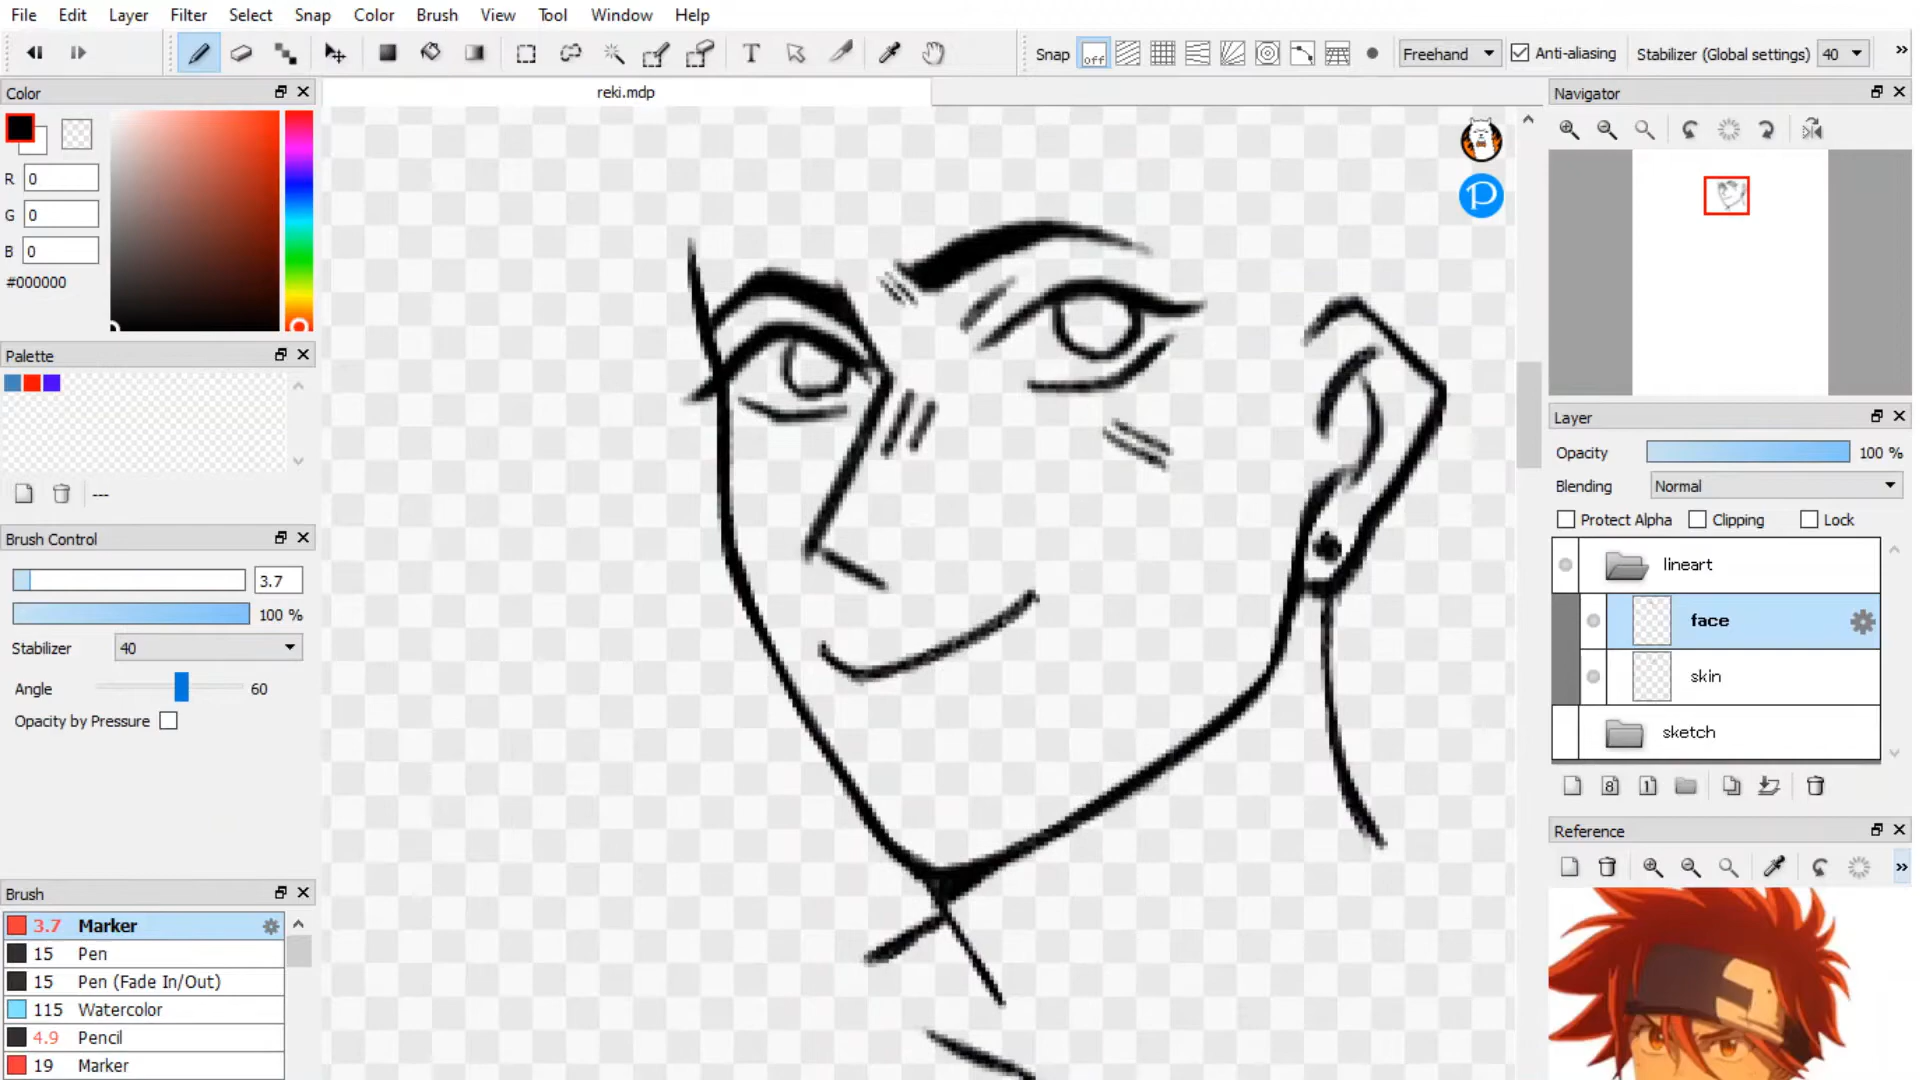 File Edit Layer Filter Select Snap Color Brush View Tool Window Help
T Snap off Freehand Anti-aliasing Stabilizer (Global settings) 40 »
Color
reki.mdp
Navigator
R 0
G 0
B 0
#000000
P
Palette
---
Layer
Opacity 100 %
Blending Normal
Protect Alpha Clipping Lock
lineart
face
skin
sketch
8 1
Brush Control
3.7
100 %
Stabilizer 40
Angle 60
Opacity by Pressure
Reference
»
Brush
3.7 Marker
15 Pen
15 Pen (Fade In/Out)
115 Watercolor
4.9 Pencil
19 Marker